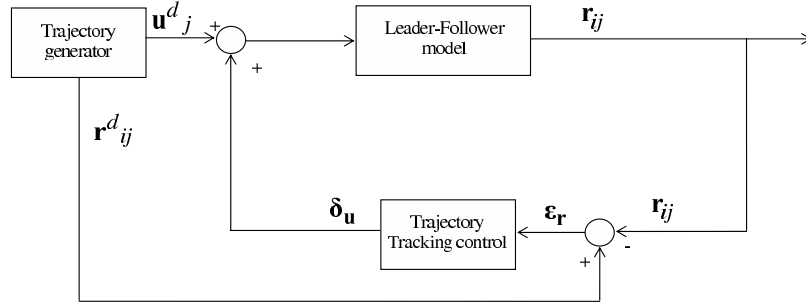 Trajectory
generator
u^d_j
+
+
Leader-Follower
model
r_ij
r^d_ij
δ_u
Trajectory
Tracking control
ε_r
r_ij
+
-